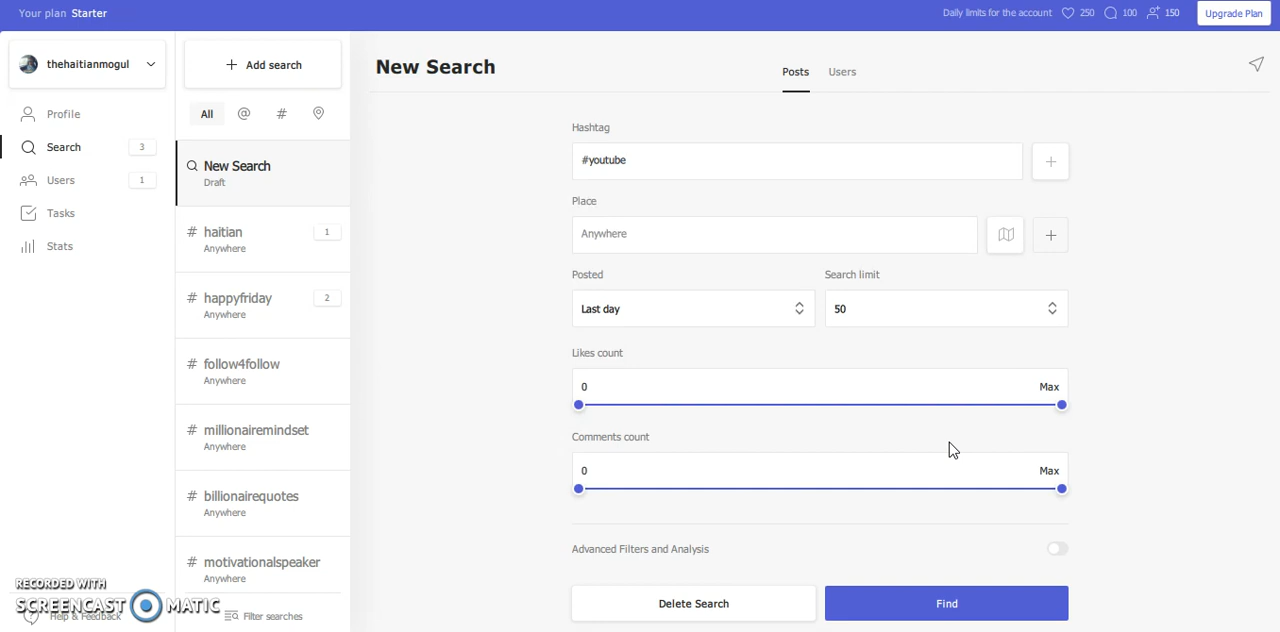 Your plan Starter
Daily limits for the account 250 100 150 Upgrade Plan
thehaitianmogul
Profile
Search 3
Users 1
Tasks
Stats
+ Add search
All @ #
New Search
Draft
# haitian 1
Anywhere
# happyfriday 2
Anywhere
# follow4follow
Anywhere
# millionairemindset
Anywhere
# billionairequotes
Anywhere
# motivationalspeaker
Anywhere
Filter searches
RECORDED WITH
SCREENCAST MATIC
Help & Feedback
New Search
Posts Users
Hashtag
#youtube +
Place
Anywhere +
Posted Search limit
Last day 50
Likes count
0 Max
Comments count
0 Max
Advanced Filters and Analysis
Delete Search Find